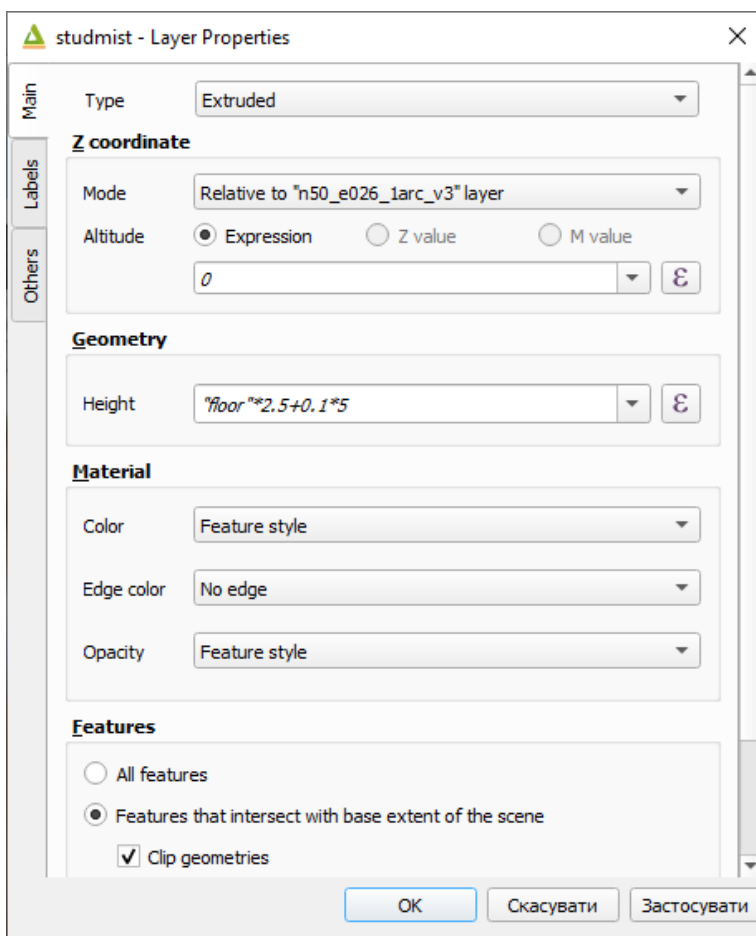 studmist - Layer Properties
Main
Labels
Others
Type Extruded
Z coordinate
Mode Relative to "n50_e026_1arc_v3" layer
Altitude Expression Z value M value
0 ε
Geometry
Height "floor"*2.5+0.1*5 ε
Material
Color Feature style
Edge color No edge
Opacity Feature style
Features
All features
Features that intersect with base extent of the scene
Clip geometries
OK Скасувати Застосувати